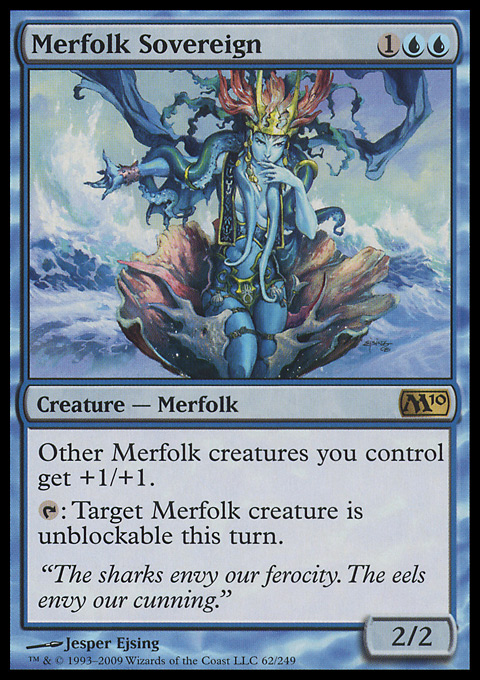 Merfolk Sovereign 1
Creature — Merfolk M10
Other Merfolk creatures you control
get +1/+1.
: Target Merfolk creature is
unblockable this turn.
“The sharks envy our ferocity. The eels
envy our cunning.”
2/2
Jesper Ejsing
™ & © 1993–2009 Wizards of the Coast LLC 62/249